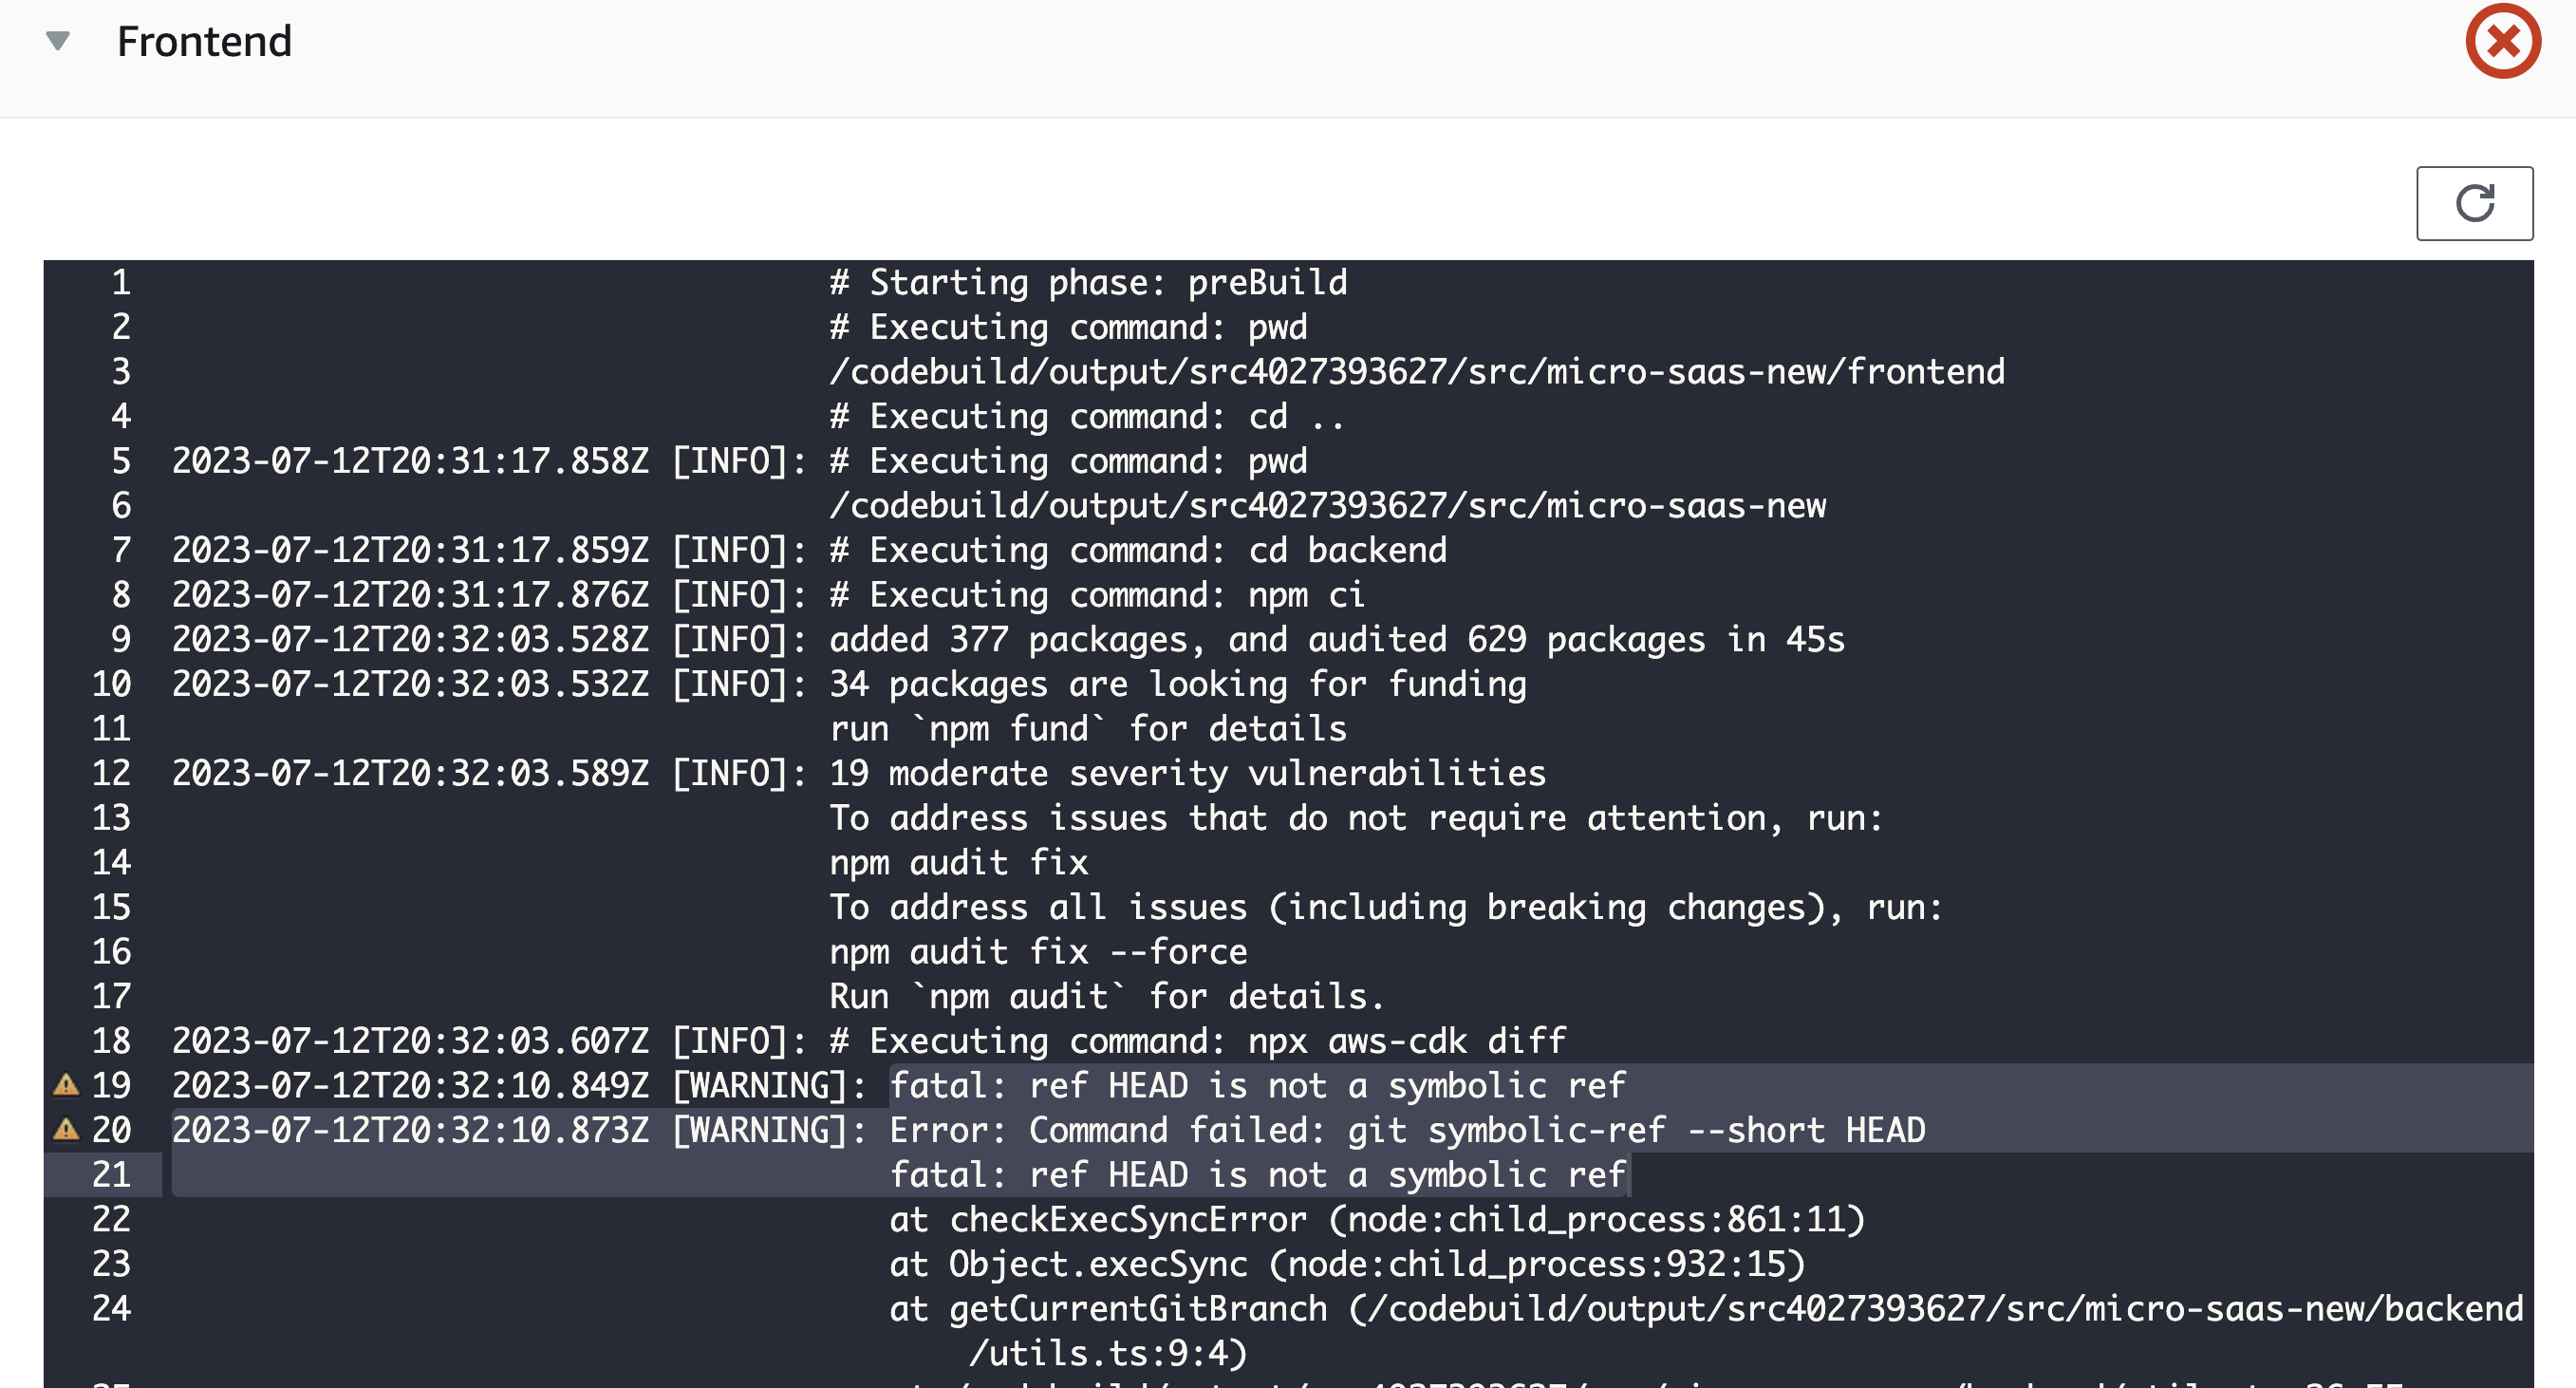 Frontend
1 # Starting phase: preBuild
2 # Executing command: pwd
3 /codebuild/output/src4027393627/src/micro-saas-new/frontend
4 # Executing command: cd ..
5 2023-07-12T20:31:17.858Z [INFO]: # Executing command: pwd
6 /codebuild/output/src4027393627/src/micro-saas-new
7 2023-07-12T20:31:17.859Z [INFO]: # Executing command: cd backend
8 2023-07-12T20:31:17.876Z [INFO]: # Executing command: npm ci
9 2023-07-12T20:32:03.528Z [INFO]: added 377 packages, and audited 629 packages in 45s
10 2023-07-12T20:32:03.532Z [INFO]: 34 packages are looking for funding
11 run `npm fund` for details
12 2023-07-12T20:32:03.589Z [INFO]: 19 moderate severity vulnerabilities
13 To address issues that do not require attention, run:
14 npm audit fix
15 To address all issues (including breaking changes), run:
16 npm audit fix --force
17 Run `npm audit` for details.
18 2023-07-12T20:32:03.607Z [INFO]: # Executing command: npx aws-cdk diff
19 2023-07-12T20:32:10.849Z [WARNING]: fatal: ref HEAD is not a symbolic ref
20 2023-07-12T20:32:10.873Z [WARNING]: Error: Command failed: git symbolic-ref --short HEAD
21 fatal: ref HEAD is not a symbolic ref
22 at checkExecSyncError (node:child_process:861:11)
23 at Object.execSync (node:child_process:932:15)
24 at getCurrentGitBranch (/codebuild/output/src4027393627/src/micro-saas-new/backend
/utils.ts:9:4)